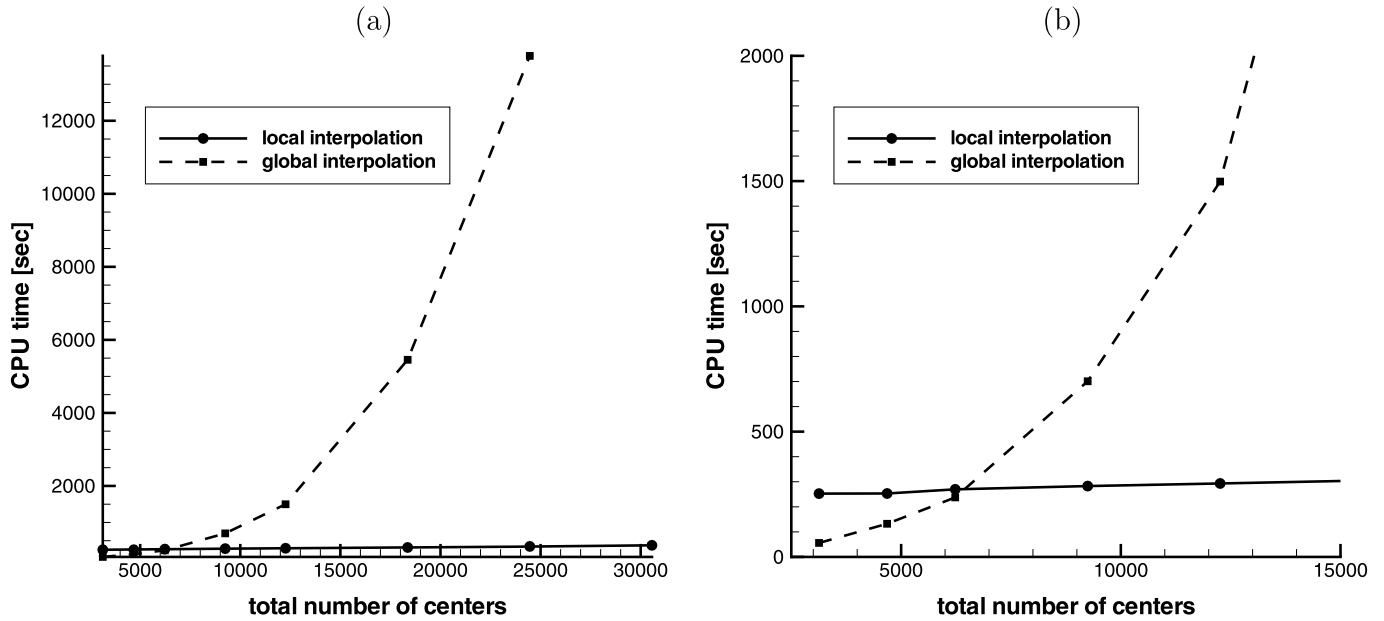 (a)
CPU time [sec]
12000
10000
8000
6000
4000
2000
local interpolation
global interpolation
5000 10000 15000 20000 25000 30000
total number of centers
(b)
CPU time [sec]
2000
1500
1000
500
0
local interpolation
global interpolation
5000 10000 15000
total number of centers